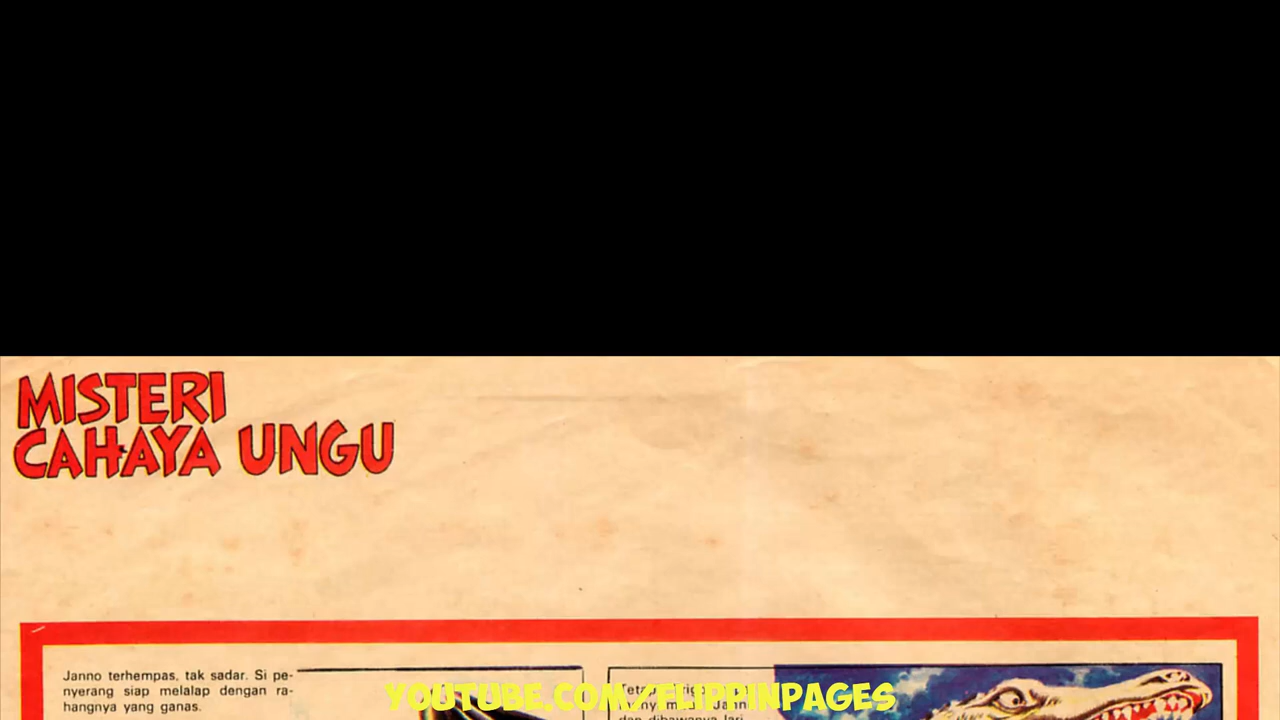 MISTERI
CAHAYA UNGU
Janno terhempas, tak sadar. Si pe-
nyerang siap melalap dengan ra-
hangnya yang ganas.
YOUTUBE.COM/FLIPPINPAGES